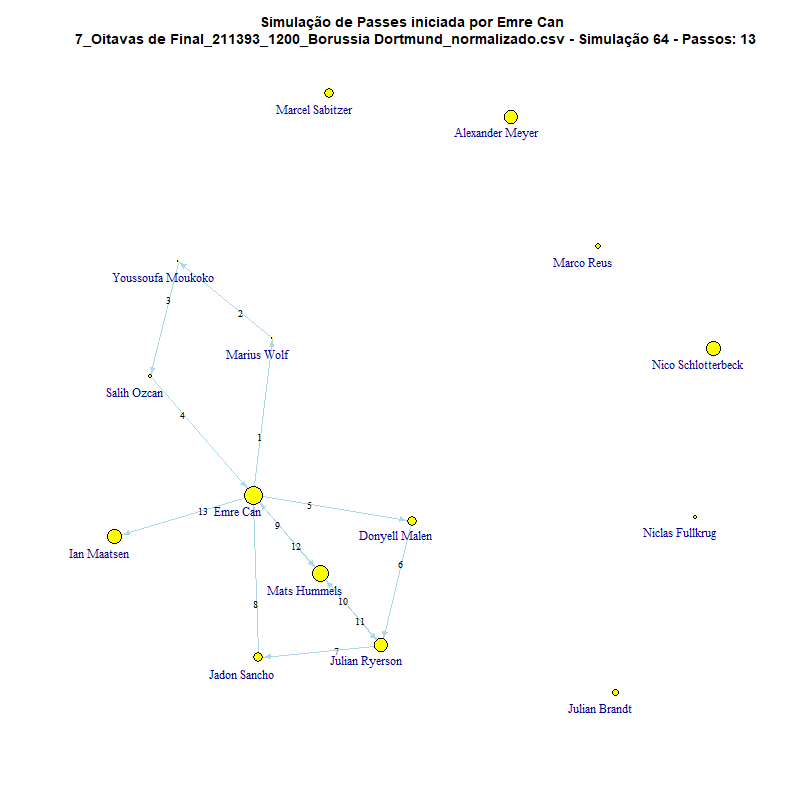 Simulação de Passes iniciada por Emre Can
7_Oitavas de Final_211393_1200_Borussia Dortmund_normalizado.csv - Simulação 64 - Passos: 13
Marcel Sabitzer
Alexander Meyer
Marco Reus
Youssoufa Moukoko
3
2
Marius Wolf
Nico Schlotterbeck
Salih Ozcan
4
1
13
Emre Can
5
9
Donyell Malen
Niclas Fullkrug
12
Ian Maatsen
6
Mats Hummels
10
8
11
7
Julian Ryerson
Jadon Sancho
Julian Brandt